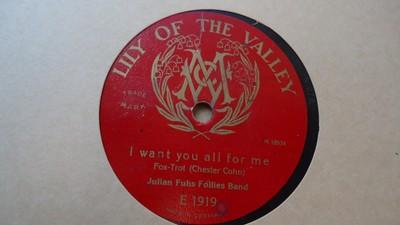 LILY OF THE VALLEY
TRADE
MARK
I want you all for me
Fox-Trot (Chester Cohn)
Julian Fuhs Follies Band
E 1919